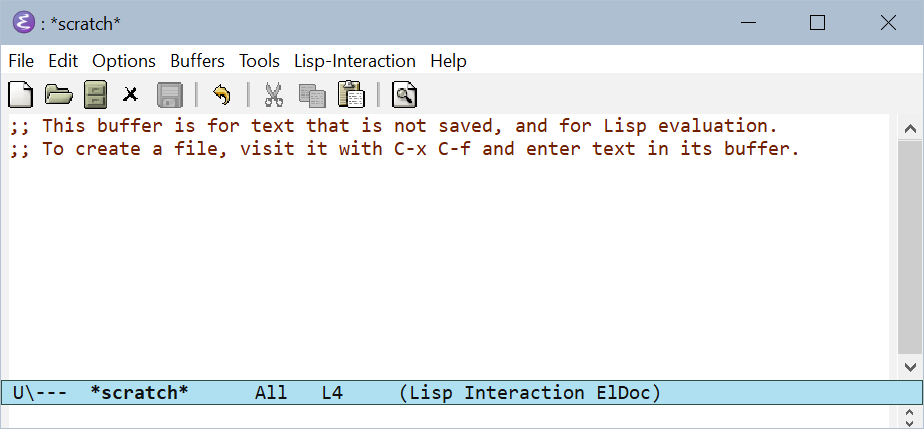 : *scratch*
File Edit Options Buffers Tools Lisp-Interaction Help
;; This buffer is for text that is not saved, and for Lisp evaluation.
;; To create a file, visit it with C-x C-f and enter text in its buffer.
U\--- *scratch* All L4 (Lisp Interaction ElDoc)